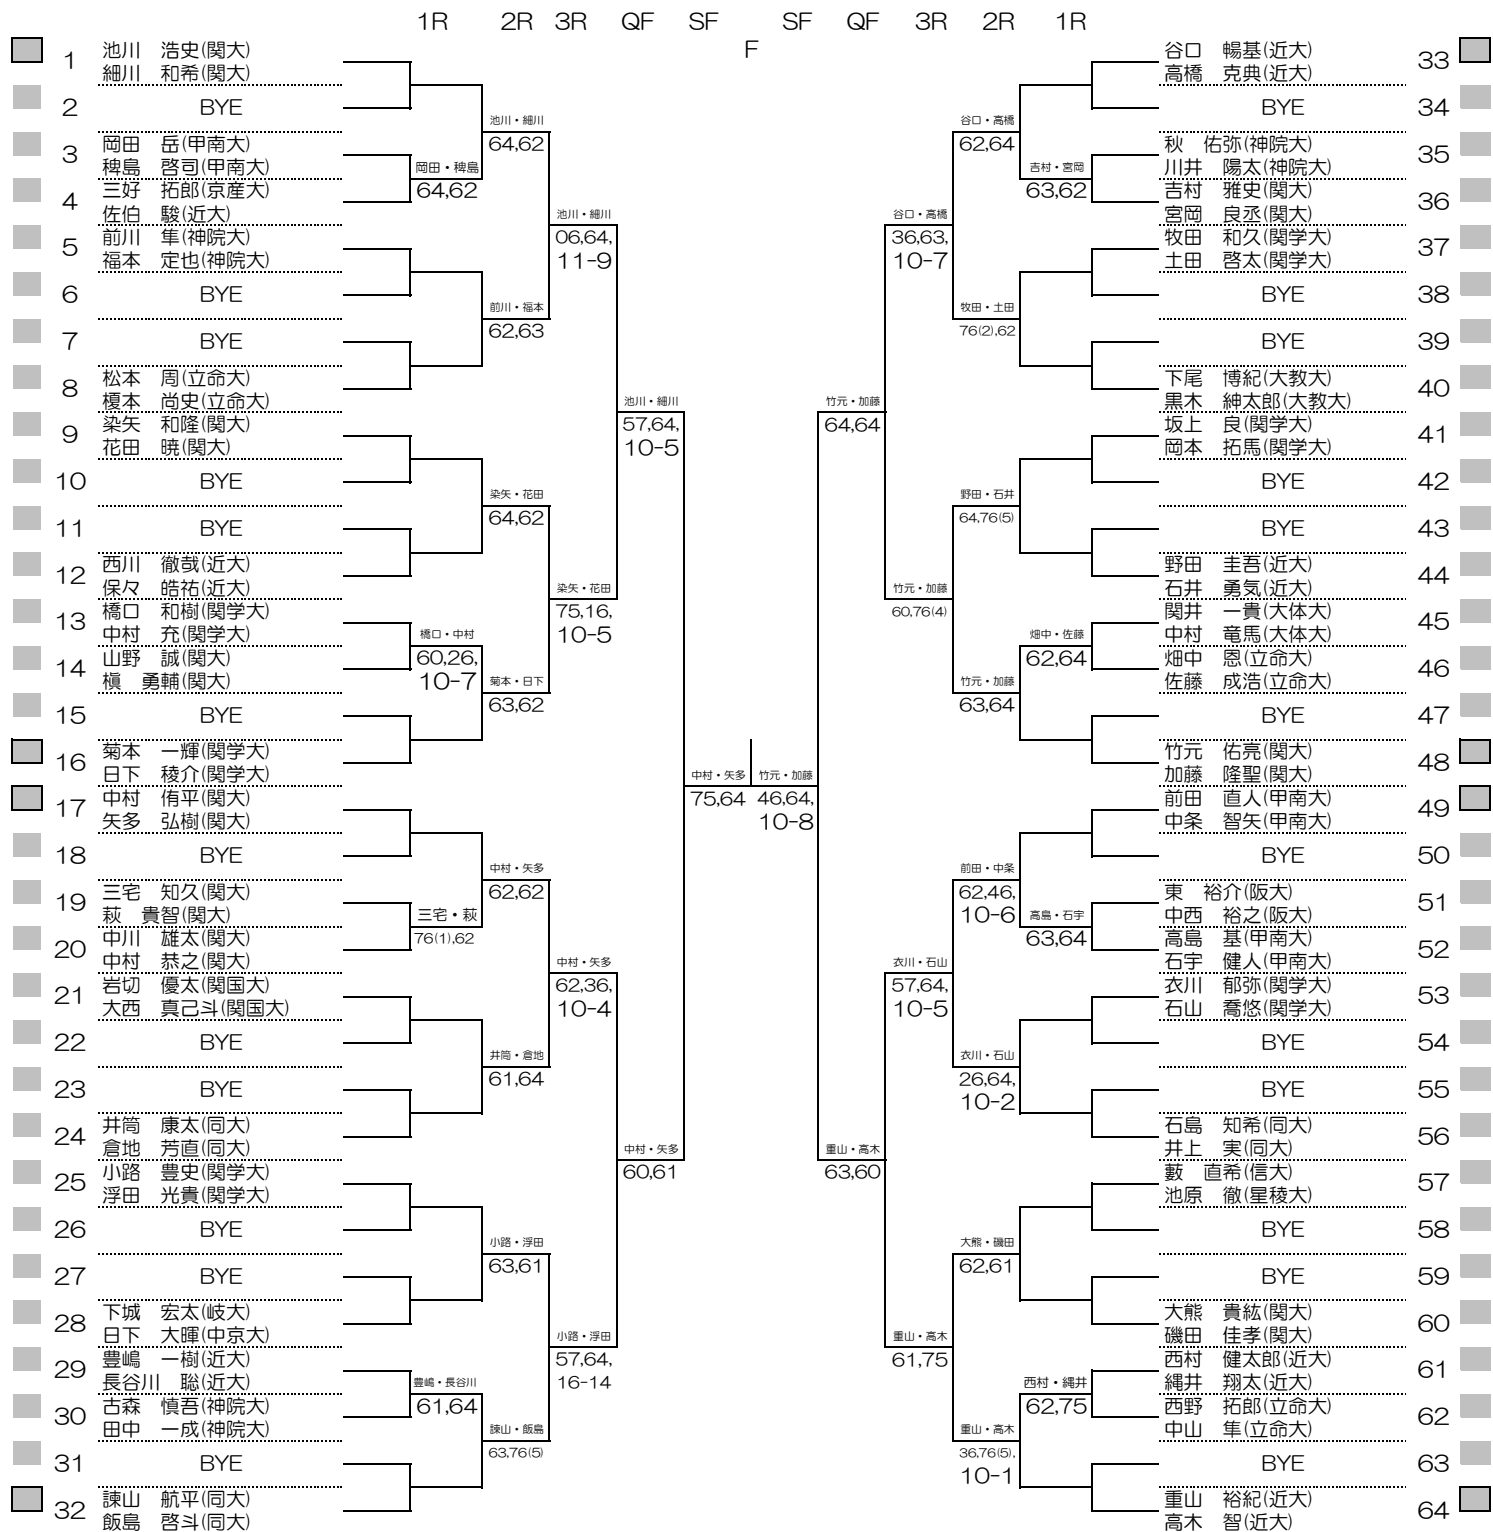 1R 2R 3R QF SF SF QF 3R 2R 1R
F
1 池川 浩史(関大)
細川 和希(関大)
2 BYE
3 岡田 岳(甲南大)
稗島 啓司(甲南大)
4 三好 拓郎(京産大)
佐伯 駿(近大)
5 前川 隼(神院大)
福本 定也(神院大)
6 BYE
7 BYE
8 松本 周(立命大)
榎本 尚史(立命大)
9 染矢 和隆(関大)
花田 暁(関大)
10 BYE
11 BYE
12 西川 徹哉(近大)
保々 皓祐(近大)
13 橋口 和樹(関学大)
中村 充(関学大)
14 山野 誠(関大)
槇 勇輔(関大)
15 BYE
16 菊本 一輝(関学大)
日下 稜介(関学大)
17 中村 侑平(関大)
矢多 弘樹(関大)
18 BYE
19 三宅 知久(関大)
萩 貴智(関大)
20 中川 雄太(関大)
中村 恭之(関大)
21 岩切 優太(関国大)
大西 真己斗(関国大)
22 BYE
23 BYE
24 井筒 康太(同大)
倉地 芳直(同大)
25 小路 豊史(関学大)
浮田 光貴(関学大)
26 BYE
27 BYE
28 下城 宏太(岐大)
日下 大暉(中京大)
29 豊嶋 一樹(近大)
長谷川 聡(近大)
30 古森 慎吾(神院大)
田中 一成(神院大)
31 BYE
32 諫山 航平(同大)
飯島 啓斗(同大)
岡田・稗島
64,62
橋口・中村
60,26,
10-7
三宅・萩
76(1),62
豊嶋・長谷川
61,64
池川・細川
64,62
前川・福本
62,63
染矢・花田
64,62
菊本・日下
63,62
中村・矢多
62,62
井筒・倉地
61,64
小路・浮田
63,61
諫山・飯島
63,76(5)
池川・細川
06,64,
11-9
染矢・花田
75,16,
10-5
中村・矢多
62,36,
10-4
小路・浮田
57,64,
16-14
池川・細川
57,64,
10-5
中村・矢多
60,61
中村・矢多
75,64
竹元・加藤
46,64,
10-8
竹元・加藤
64,64
重山・高木
63,60
谷口・高橋
36,63,
10-7
竹元・加藤
60,76(4)
衣川・石山
57,64,
10-5
重山・高木
61,75
谷口・高橋
62,64
牧田・土田
76(2),62
野田・石井
64,76(5)
竹元・加藤
63,64
前田・中条
62,46,
10-6
衣川・石山
26,64,
10-2
大熊・磯田
62,61
重山・高木
36,76(5),
10-1
吉村・宮岡
63,62
畑中・佐藤
62,64
高島・石宇
63,64
西村・縄井
62,75
谷口 暢基(近大) 33
高橋 克典(近大)
BYE 34
秋 佑弥(神院大) 35
川井 陽太(神院大)
吉村 雅史(関大) 36
宮岡 良丞(関大)
牧田 和久(関学大) 37
土田 啓太(関学大)
BYE 38
BYE 39
下尾 博紀(大教大) 40
黒木 紳太郎(大教大)
坂上 良(関学大) 41
岡本 拓馬(関学大)
BYE 42
BYE 43
野田 圭吾(近大) 44
石井 勇気(近大)
関井 一貴(大体大) 45
中村 竜馬(大体大)
畑中 恩(立命大) 46
佐藤 成浩(立命大)
BYE 47
竹元 佑亮(関大) 48
加藤 隆聖(関大)
前田 直人(甲南大) 49
中条 智矢(甲南大)
BYE 50
東 裕介(阪大) 51
中西 裕之(阪大)
高島 基(甲南大) 52
石宇 健人(甲南大)
衣川 郁弥(関学大) 53
石山 喬悠(関学大)
BYE 54
BYE 55
石島 知希(同大) 56
井上 実(同大)
藪 直希(信大) 57
池原 徹(星稜大)
BYE 58
BYE 59
大熊 貴紘(関大) 60
磯田 佳孝(関大)
西村 健太郎(近大) 61
縄井 翔太(近大)
西野 拓郎(立命大) 62
中山 隼(立命大)
BYE 63
重山 裕紀(近大) 64
高木 智(近大)